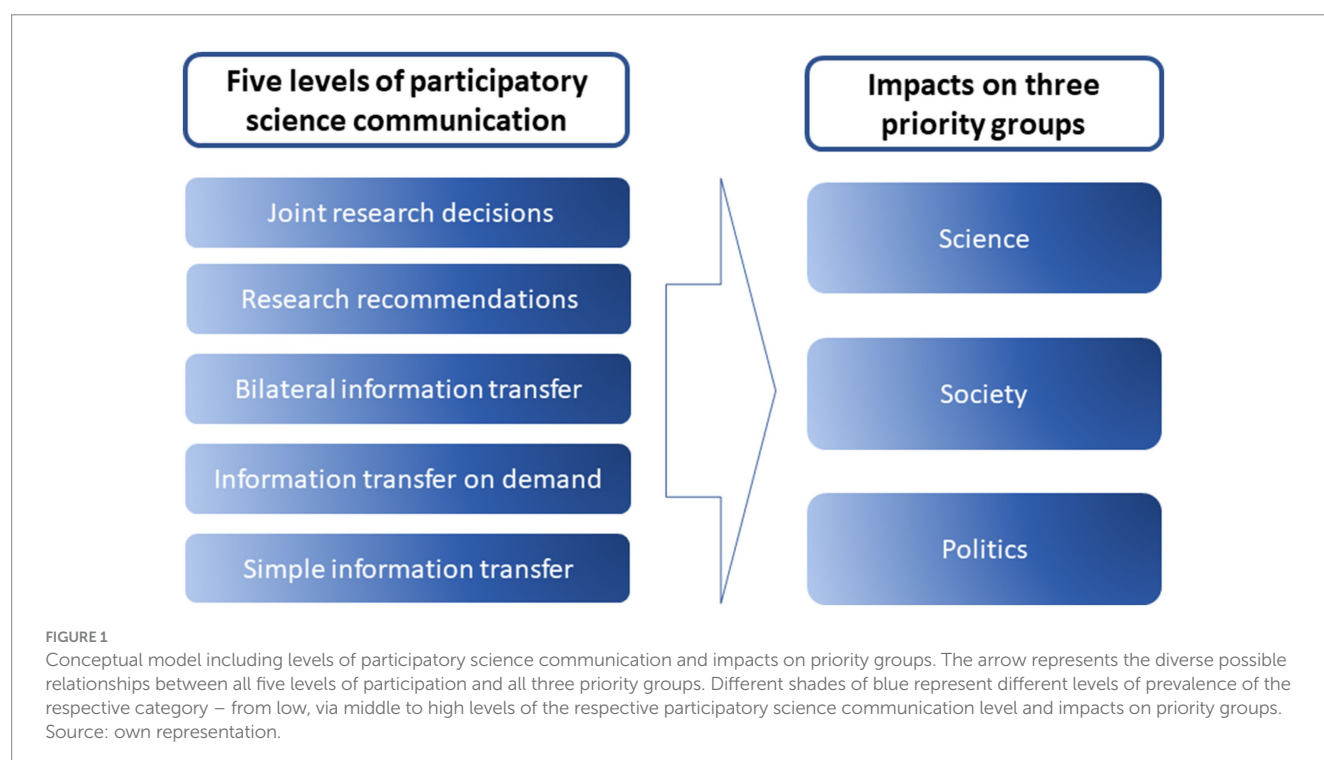 Five levels of participatory
science communication
Joint research decisions
Research recommendations
Bilateral information transfer
Information transfer on demand
Simple information transfer
Impacts on three
priority groups
Science
Society
Politics
FIGURE 1
Conceptual model including levels of participatory science communication and impacts on priority groups. The arrow represents the diverse possible
relationships between all five levels of participation and all three priority groups. Different shades of blue represent different levels of prevalence of the
respective category – from low, via middle to high levels of the respective participatory science communication level and impacts on priority groups.
Source: own representation.